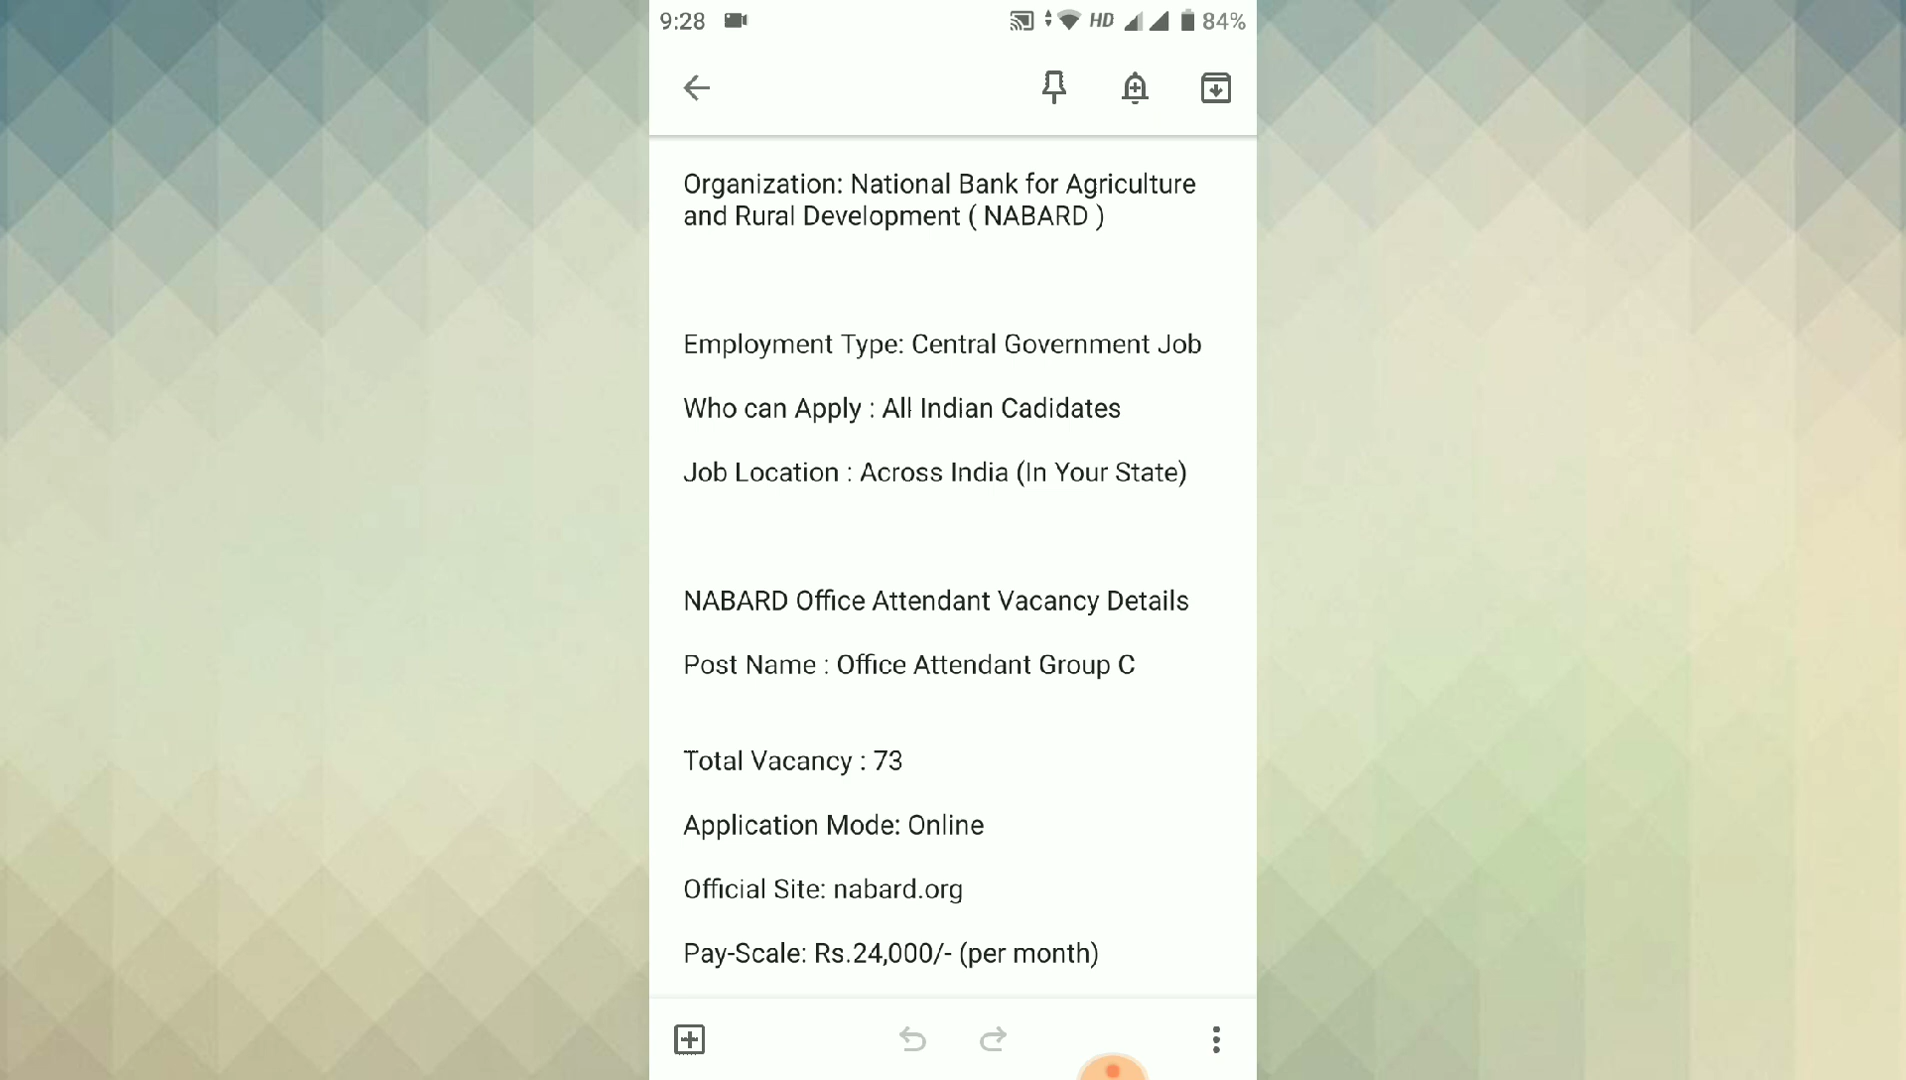 9:28 HD 84%
Organization: National Bank for Agriculture
and Rural Development ( NABARD )
Employment Type: Central Government Job
Who can Apply : All Indian Cadidates
Job Location : Across India (In Your State)
NABARD Office Attendant Vacancy Details
Post Name : Office Attendant Group C
Total Vacancy : 73
Application Mode: Online
Official Site: nabard.org
Pay-Scale: Rs.24,000/- (per month)